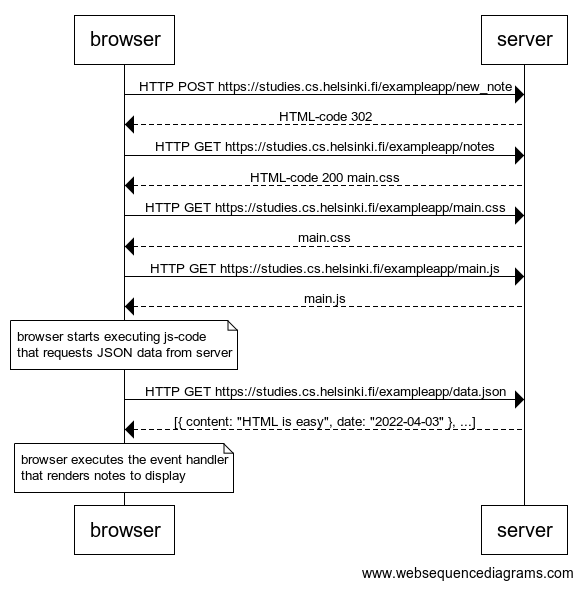 browser
server
HTTP POST https://studies.cs.helsinki.fi/exampleapp/new_note
HTML-code 302
HTTP GET https://studies.cs.helsinki.fi/exampleapp/notes
HTML-code 200 main.css
HTTP GET https://studies.cs.helsinki.fi/exampleapp/main.css
main.css
HTTP GET https://studies.cs.helsinki.fi/exampleapp/main.js
main.js
browser starts executing js-code
that requests JSON data from server
HTTP GET https://studies.cs.helsinki.fi/exampleapp/data.json
[{ content: "HTML is easy", date: "2022-04-03" }, ...]
browser executes the event handler
that renders notes to display
browser
server
www.websequencediagrams.com